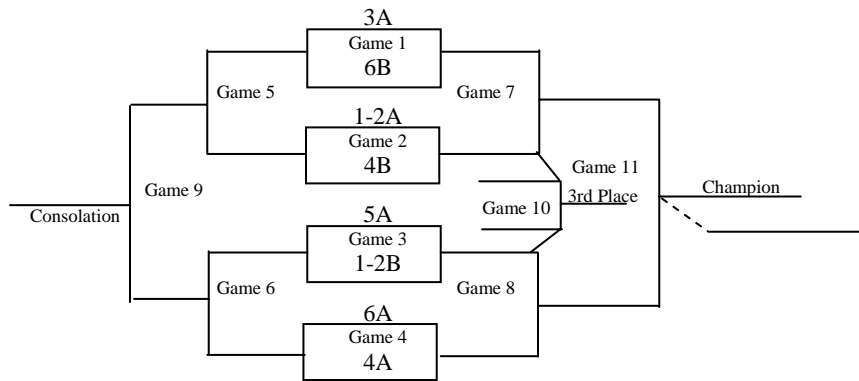 3A
Game 1
6B
Game 5
Game 7
1-2A
Game 2
4B
Game 11
Game 9
Champion
3rd Place
Game 10
Consolation
5A
Game 3
1-2B
Game 6
Game 8
6A
Game 4
4A